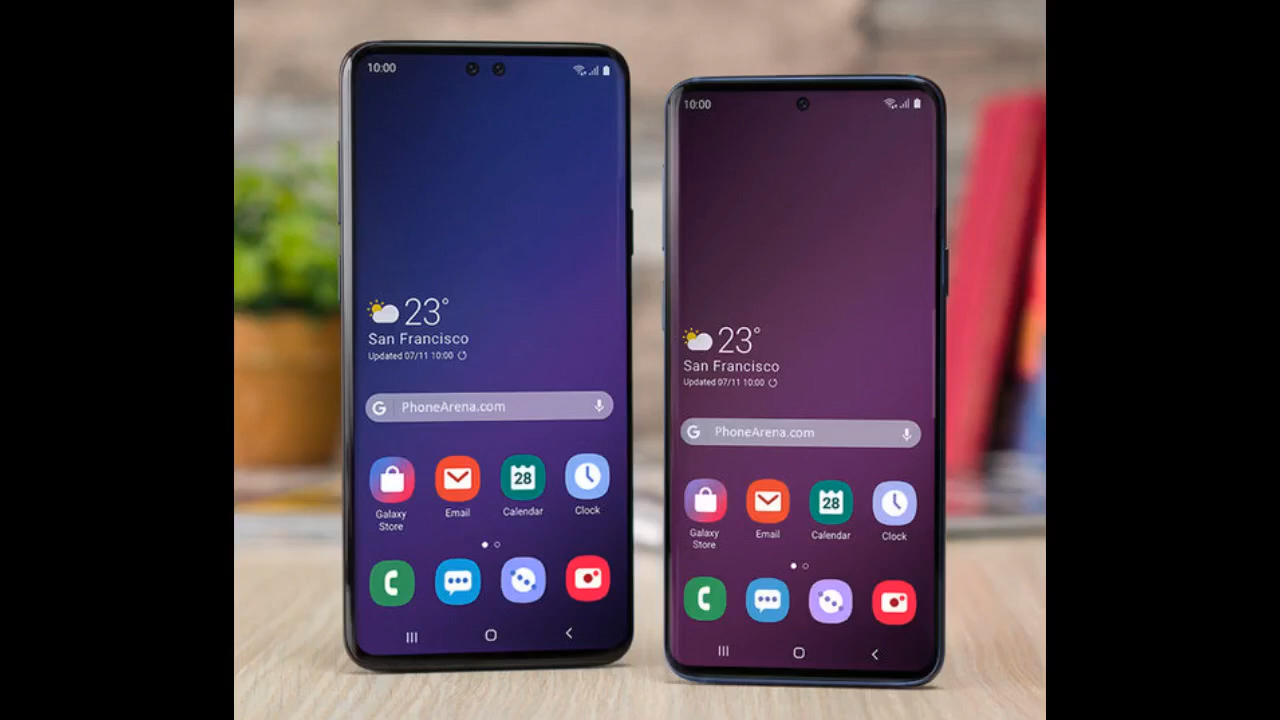 10:00
23°
San Francisco
Updated 07/11 10:00
G PhoneArena.com
28
Galaxy
Store
Email
Calendar
Clock
10:00
23°
San Francisco
Updated 07/11 10:00
G PhoneArena.com
28
Galaxy
Store
Email
Calendar
Clock